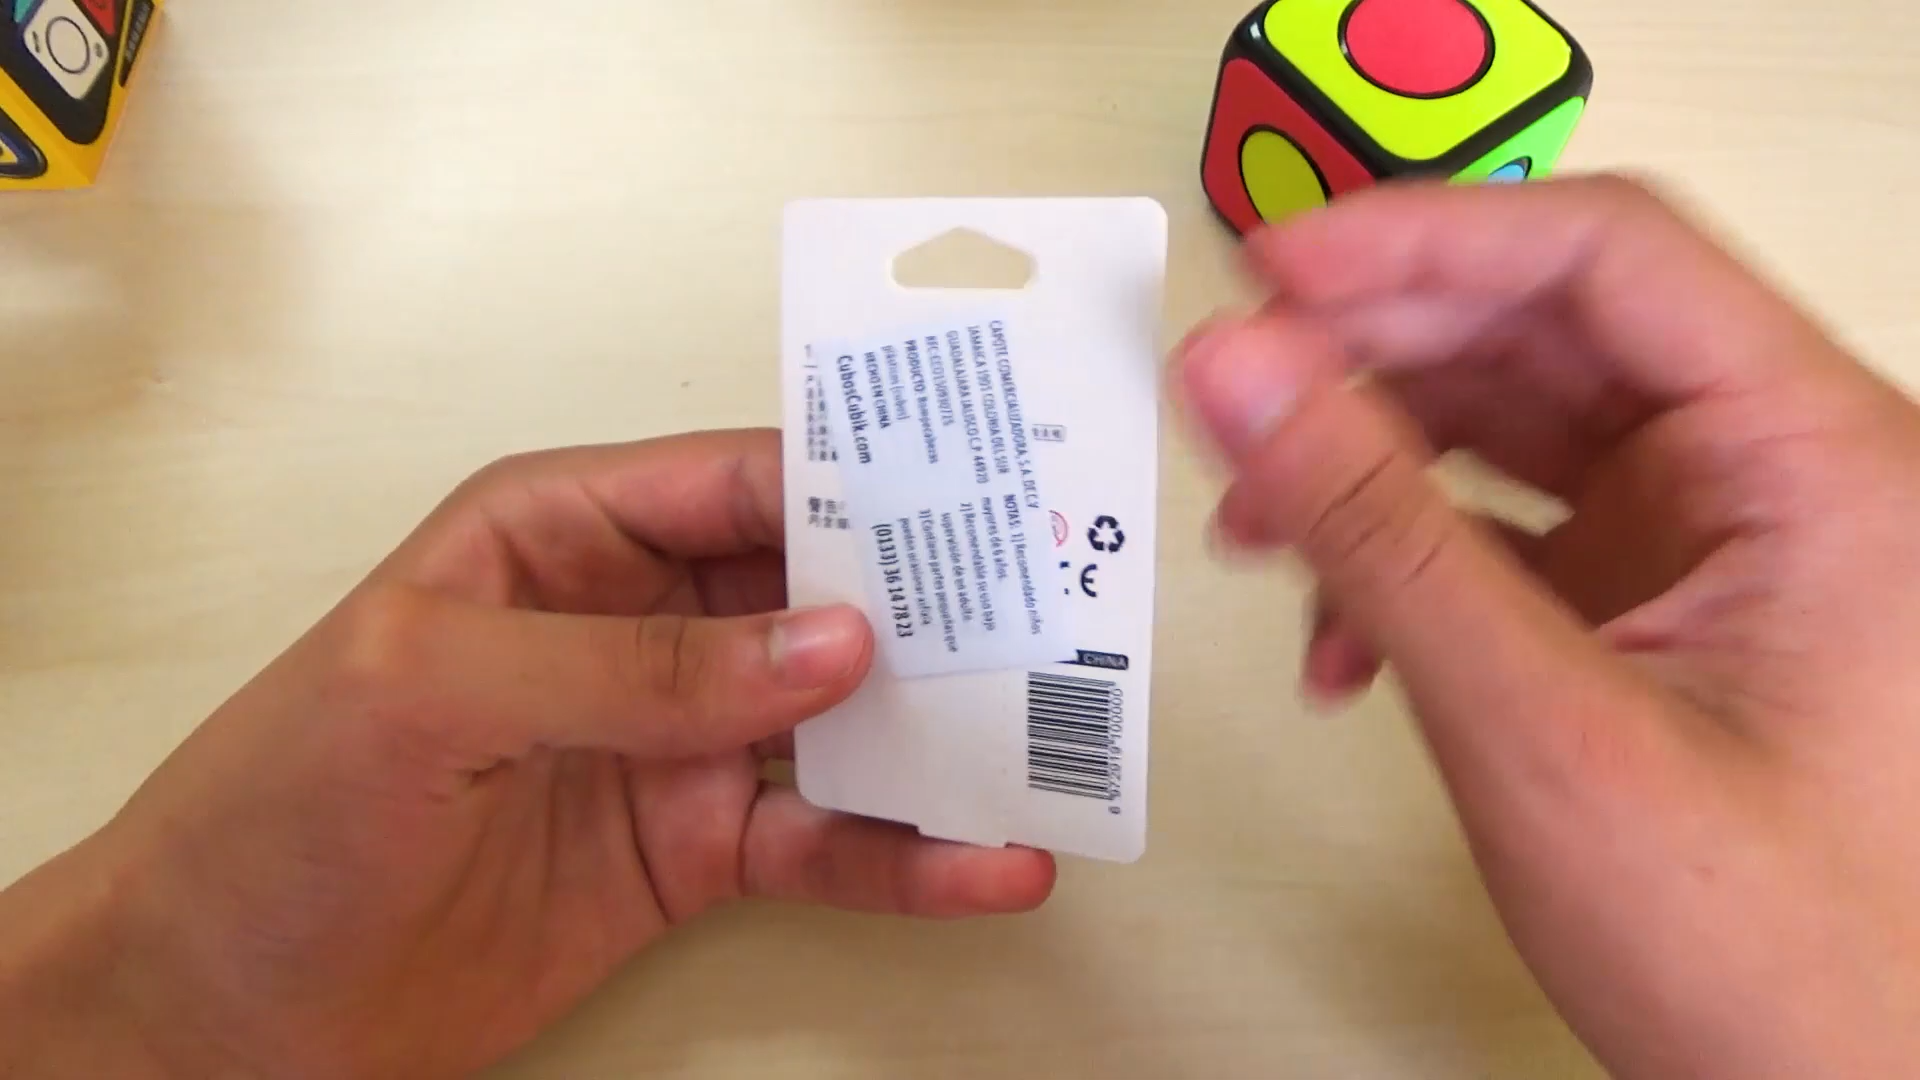 CAPOTE COMERCIALIZADORA, S.A. DE C.V
JAMAICA 1901 COLONIA DEL SUR
GUADALAJARA JALISCO C.P. 44920
PRODUCTO: Rompecabezas
plástico (cubo)
HECHO EN CHINA
CubosCubik.com
NOTAS: 1) Recomendado niños
mayores de 6 años.
2) Recomendable su uso bajo
supervisión de un adulto.
3) Contiene partes pequeñas que
pueden ocasionar asfixia
(0133) 36 14 78 23
CE
CHINA